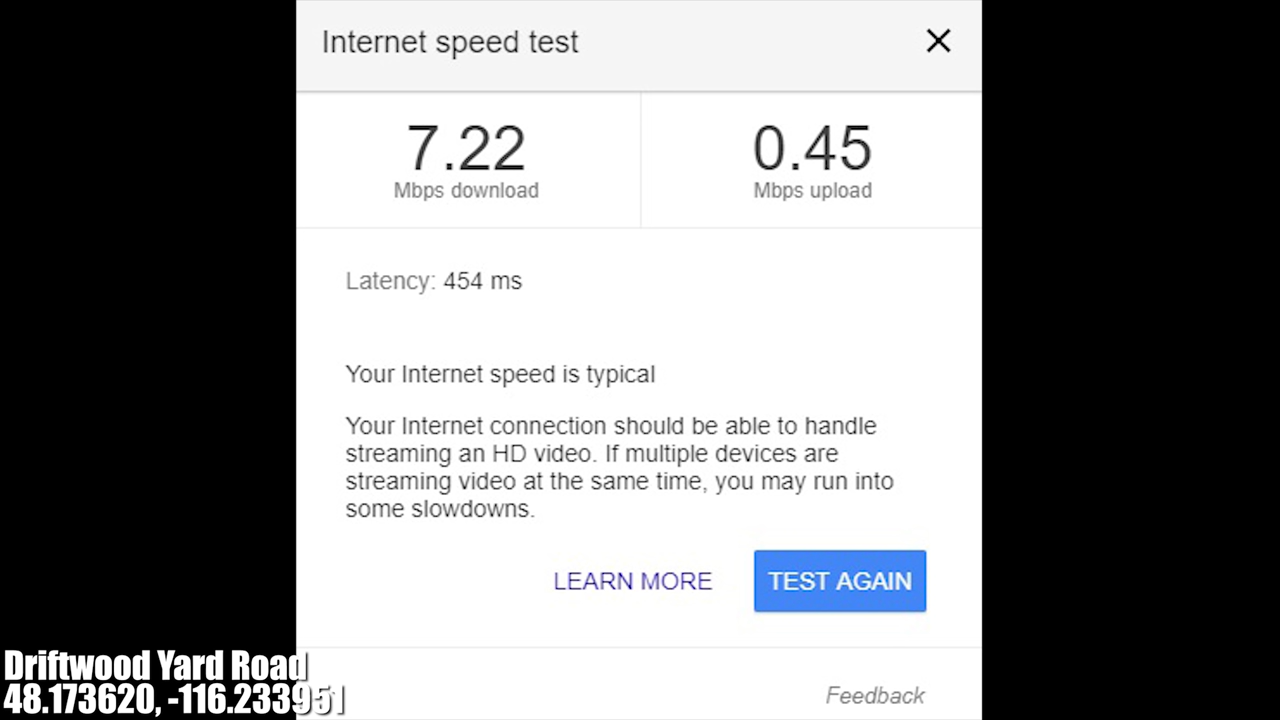 Internet speed test
7.22
Mbps download
0.45
Mbps upload
Latency: 454 ms
Your Internet speed is typical
Your Internet connection should be able to handle
streaming an HD video. If multiple devices are
streaming video at the same time, you may run into
some slowdowns.
LEARN MORE
TEST AGAIN
Feedback
Driftwood Yard Road
48.173620, -116.233951